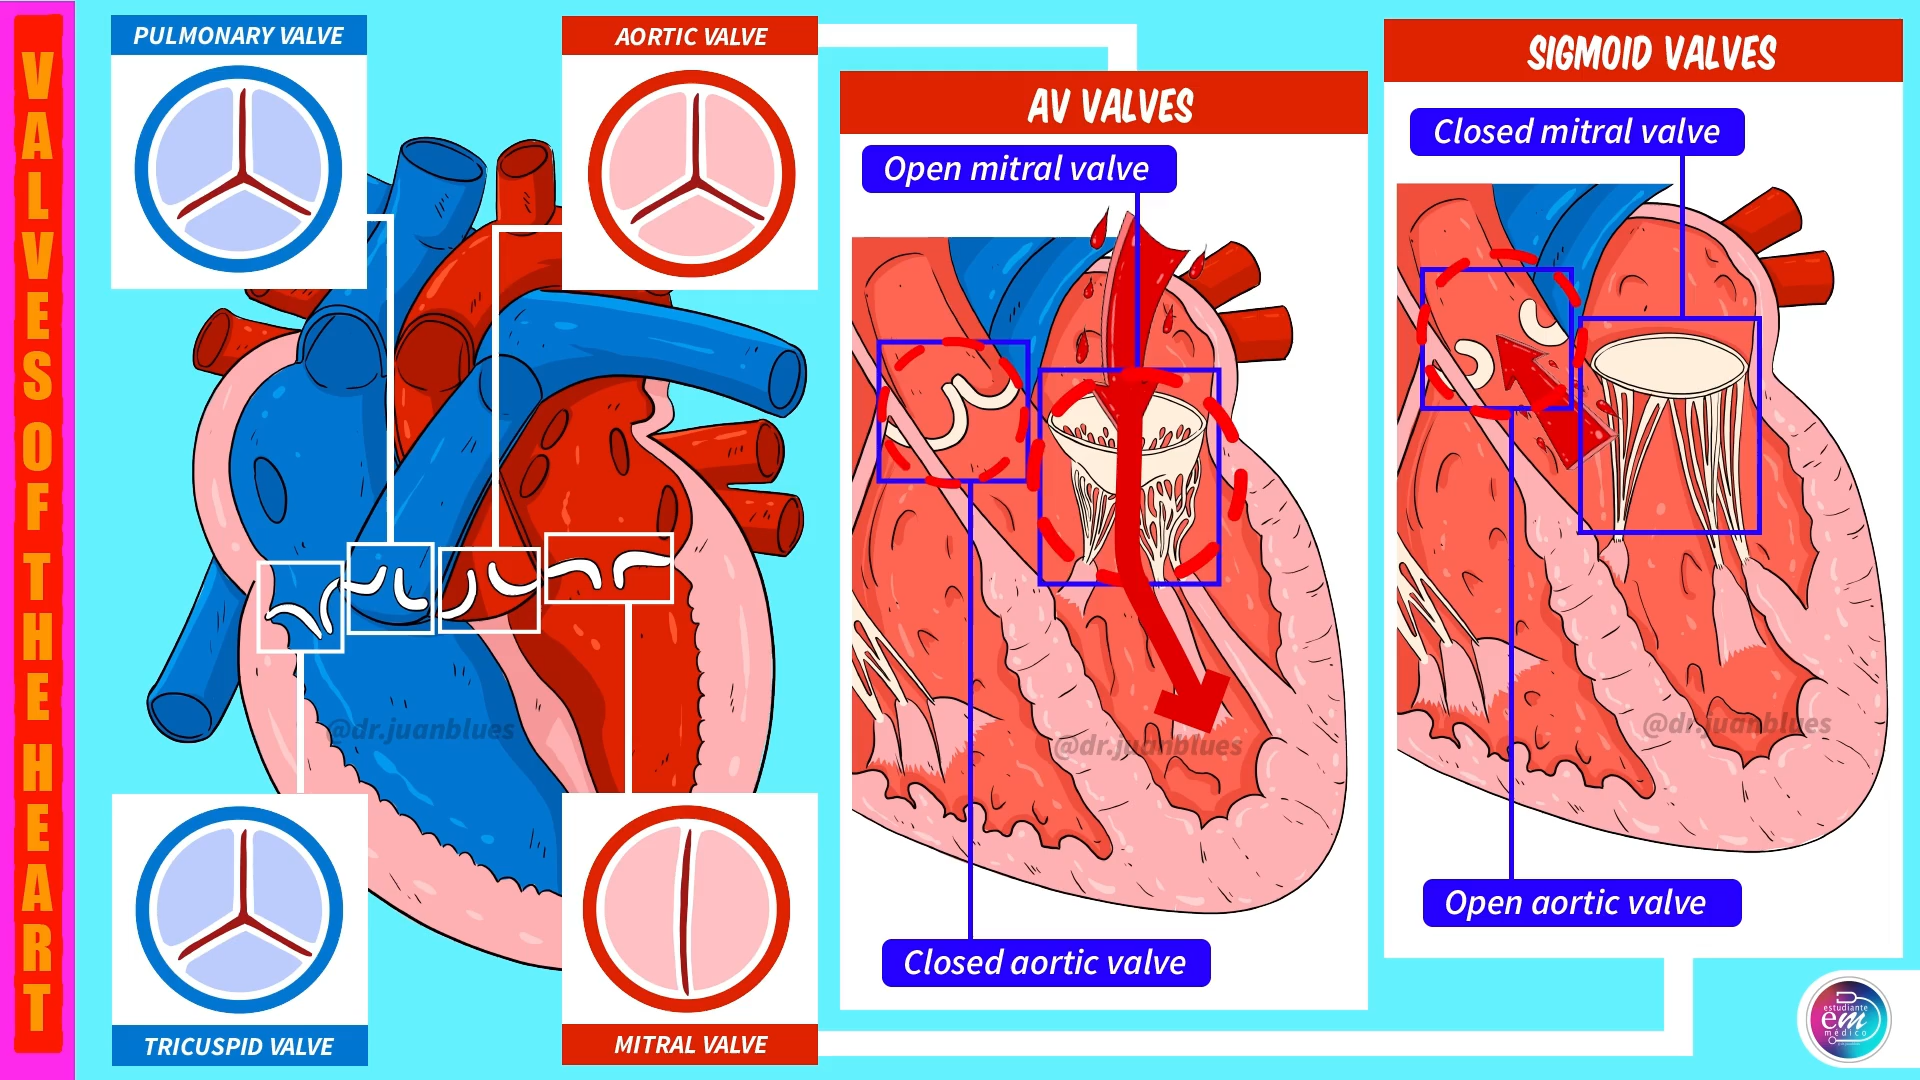 VALVES OF THE HEART
PULMONARY VALVE
AORTIC VALVE
TRICUSPID VALVE
MITRAL VALVE
@dr.juanblues
AV VALVES
Open mitral valve
@dr.juanblues
Closed aortic valve
SIGMOID VALVES
Closed mitral valve
@dr.juanblues
Open aortic valve
estudiante
em
médico